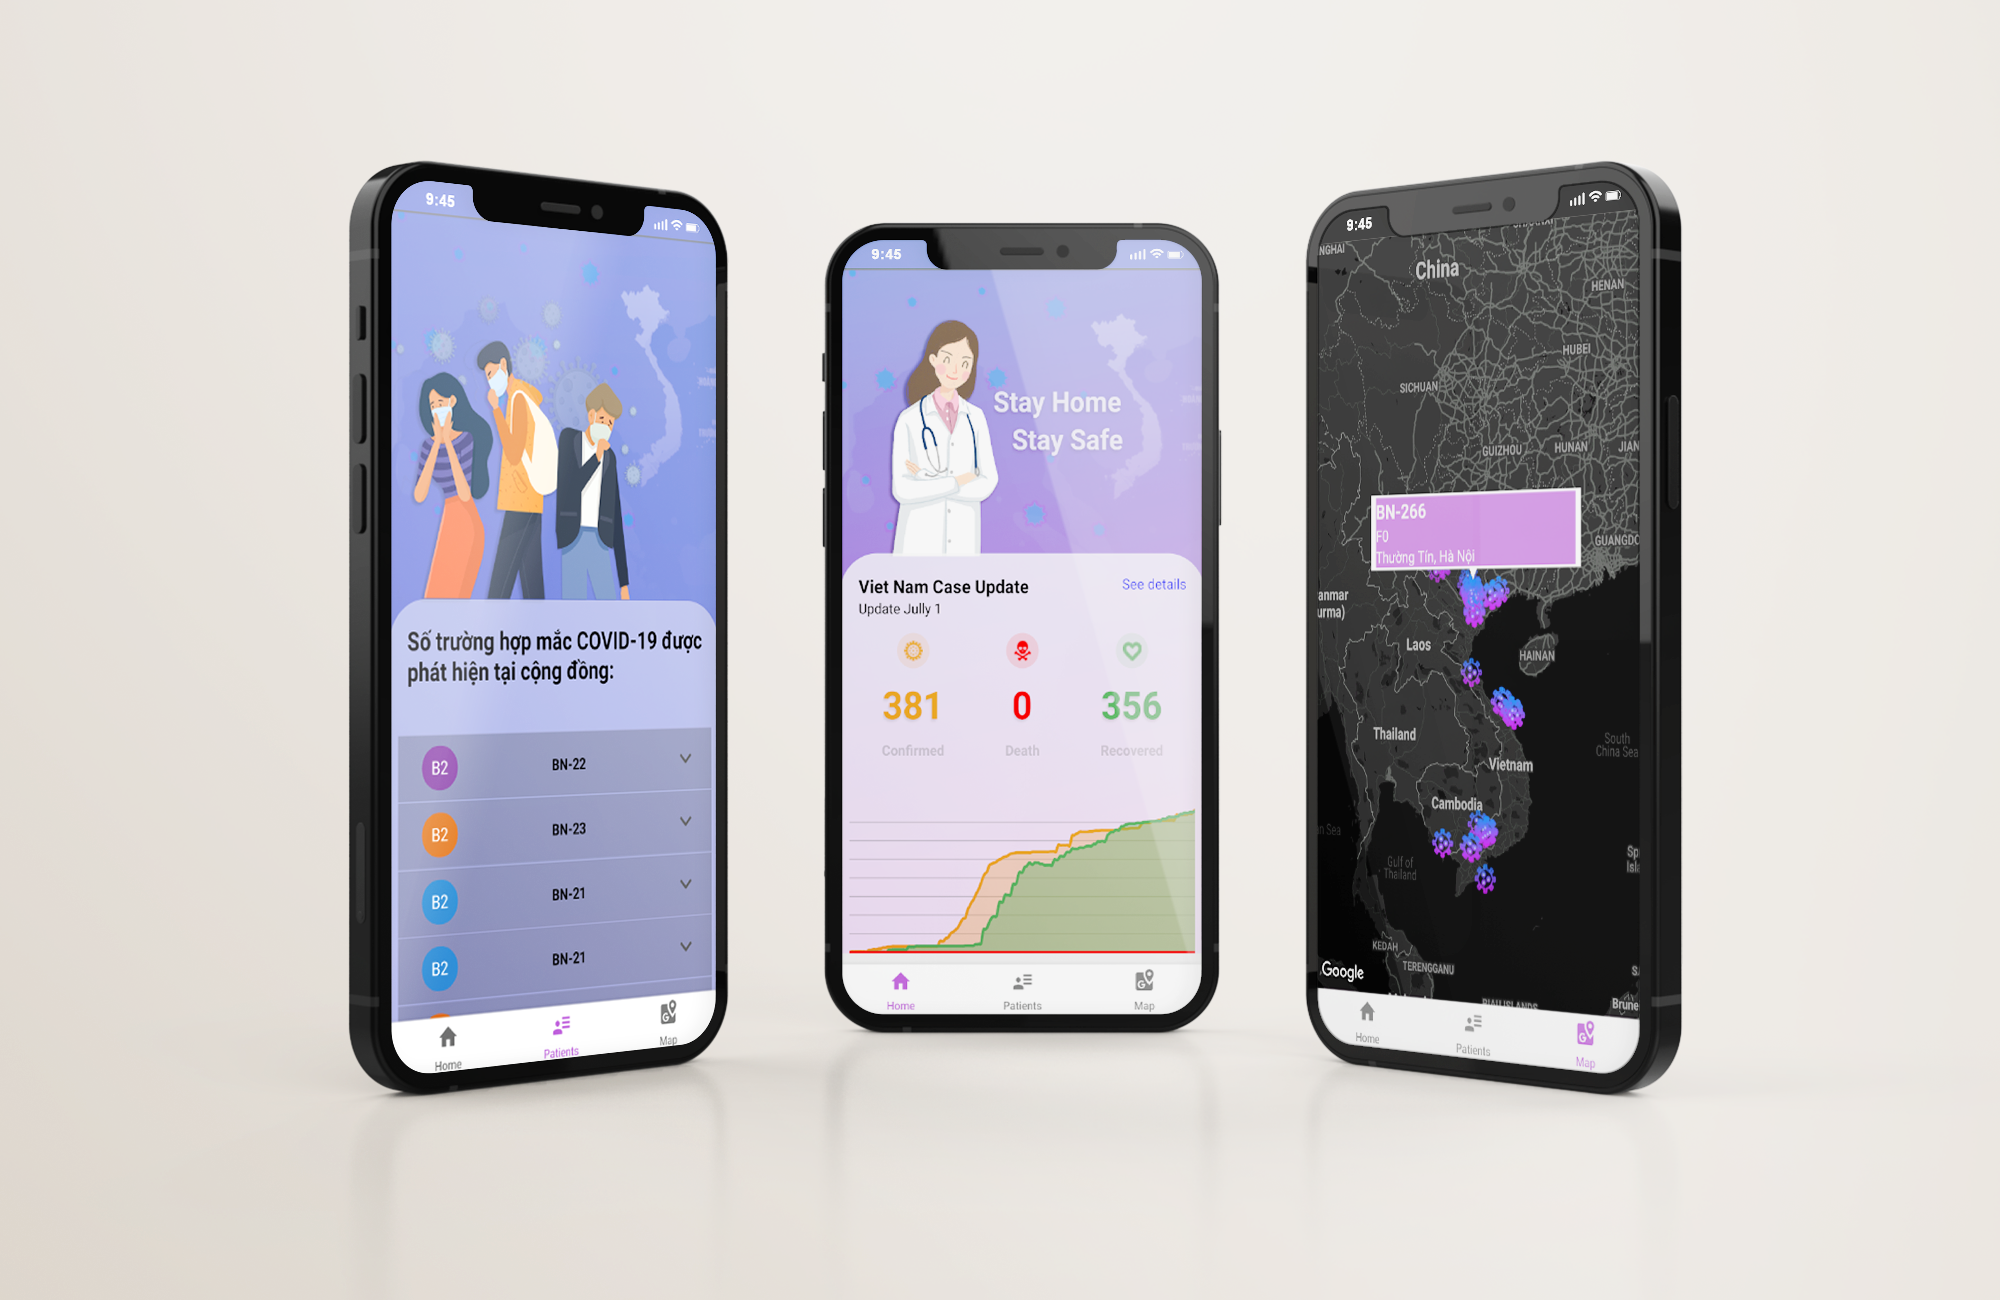 9:45
Số trường hợp mắc COVID-19 được
phát hiện tại cộng đồng:
B2 BN-22
B2 BN-23
B2 BN-21
B2 BN-21
Home Patients Map
9:45
Stay Home
Stay Safe
Viet Nam Case Update See details
Update Jully 1
381 0 356
Confirmed Death Recovered
Home Patients Map
9:45
NGHAI
China
HENAN
HUBEI
SICHUAN
GUIZHOU HUNAN JIAN
BN-266
F0
Thường Tín, Hà Nội
GUANGDO
anmar
urma)
Laos
HAINAN
Thailand
South
China Sea
Vietnam
Cambodia
n Sea
Gulf of
Thailand
Sp
Isl
KEDAH
TERENGGANU
Google
RIAU ISLANDS
Brune
Home Patients Map